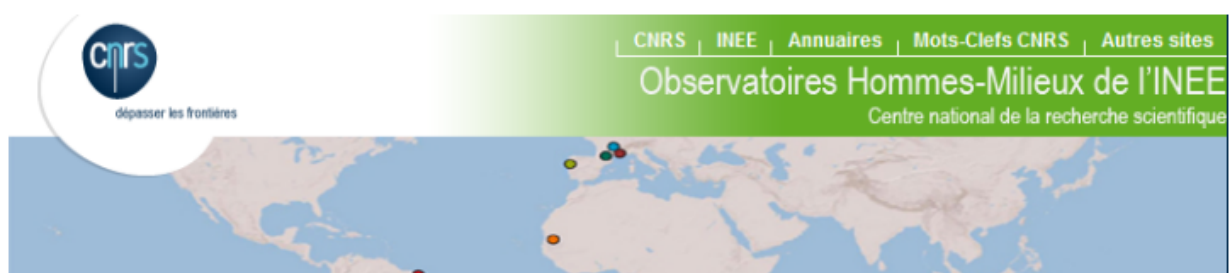 cnrs
dépasser les frontières
CNRS | INEE | Annuaires | Mots-Clefs CNRS | Autres sites
Observatoires Hommes-Milieux de l'INEE
Centre national de la recherche scientifique